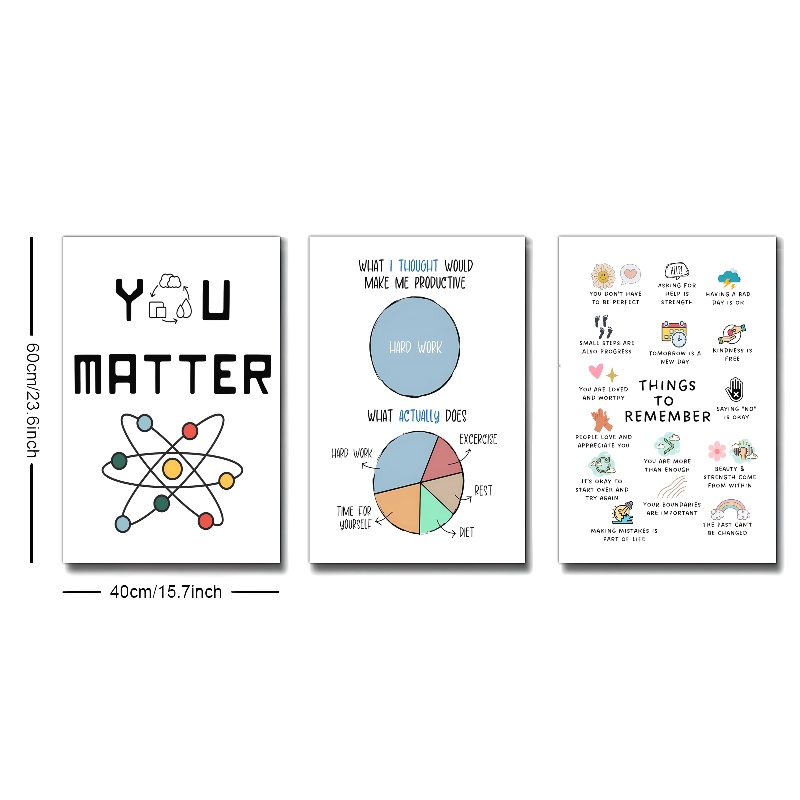 60cm/23.6inch
40cm/15.7inch
Y U
MATTER
WHAT I THOUGHT WOULD
MAKE ME PRODUCTIVE
HARD WORK
WHAT ACTUALLY DOES
HARD WORK
EXCERCISE
REST
DIET
TIME FOR
YOURSELF
YOU DON'T HAVE
TO BE PERFECT
HELP!
ASKING FOR
HELP IS
STRENGTH
HAVING A BAD
DAY IS OK
SMALL STEPS ARE
ALSO PROGRESS
TOMORROW IS A
NEW DAY
KINDNESS IS
FREE
YOU ARE LOVED
AND WORTHY
THINGS
TO
REMEMBER
SAYING "NO"
IS OKAY
PEOPLE LOVE AND
APPRECIATE YOU
YOU ARE MORE
THAN ENOUGH
BEAUTY &
STRENGTH COME
FROM WITHIN
IT'S OKAY TO
START OVER AND
TRY AGAIN
YOUR BOUNDARIES
ARE IMPORTANT
MAKING MISTAKES IS
PART OF LIFE
THE PAST CAN'T
BE CHANGED